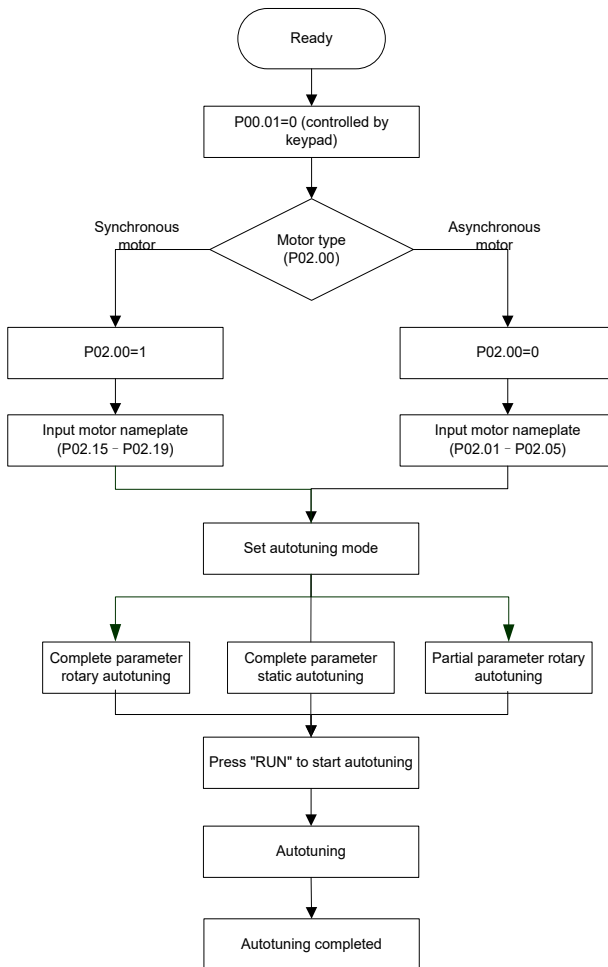 Ready
P00.01=0 (controlled by
keypad)
Synchronous
motor
Motor type
(P02.00)
Asynchronous
motor
P02.00=1
P02.00=0
Input motor nameplate
(P02.15–P02.19)
Input motor nameplate
(P02.01–P02.05)
Set autotuning mode
Complete parameter
rotary autotuning
Complete parameter
static autotuning
Partial parameter rotary
autotuning
Press "RUN" to start autotuning
Autotuning
Autotuning completed